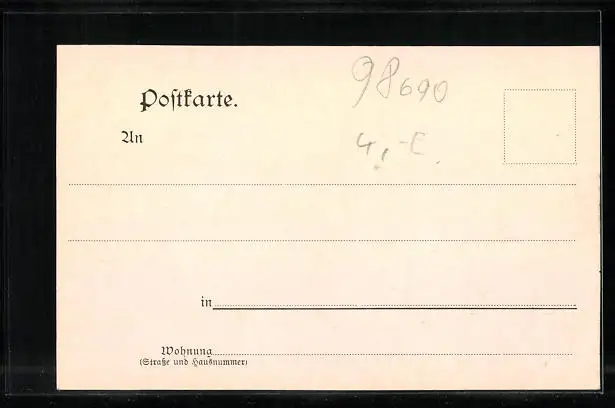 98690
Postkarte.
An
4,-E
in
Wohnung
(Straße und Hausnummer)